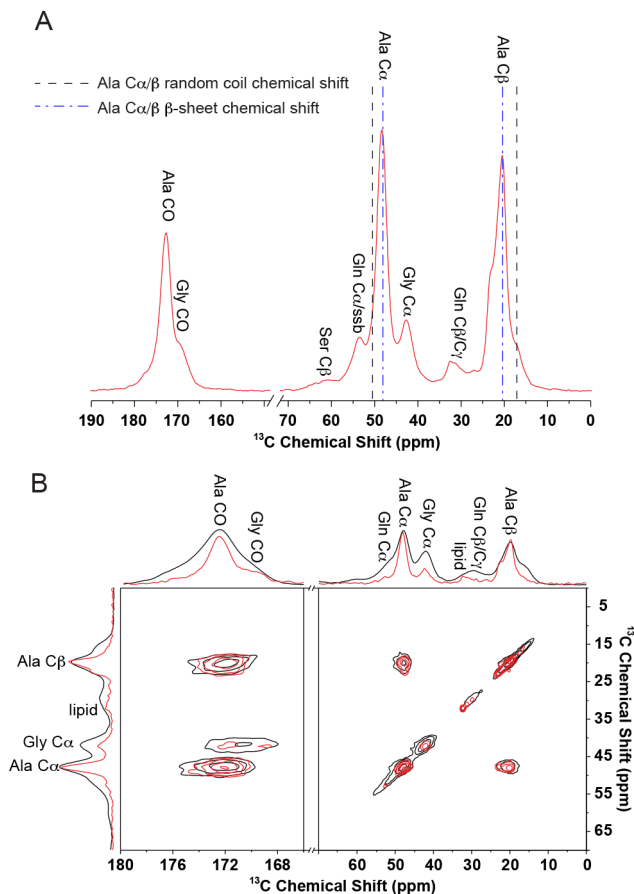 A
Ala Cα/β random coil chemical shift
Ala Cα/β β-sheet chemical shift
Ala CO
Gly CO
Ser Cβ
Gln Cα/ssb
Ala Cα
Gly Cα
Gln Cβ/Cγ
Ala Cβ
190 180 170 160 150 70 60 50 40 30 20 10 0
¹³C Chemical Shift (ppm)
B
Ala CO
Gly CO
Gln Cα
Ala Cα
Gly Cα
lipid
Gln Cβ/Cγ
Ala Cβ
Ala Cβ
lipid
Gly Cα
Ala Cα
5
15
25
35
45
55
65
¹³C Chemical Shift (ppm)
180 176 172 168 60 50 40 30 20 10 0
¹³C Chemical Shift (ppm)